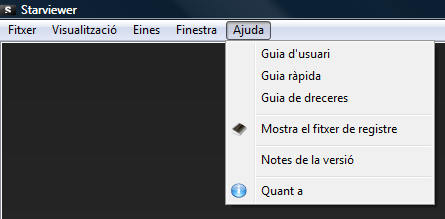 Starviewer
Fitxer Visualització Eines Finestra Ajuda
Guia d'usuari
Guia ràpida
Guia de dreceres
Mostra el fitxer de registre
Notes de la versió
Quant a